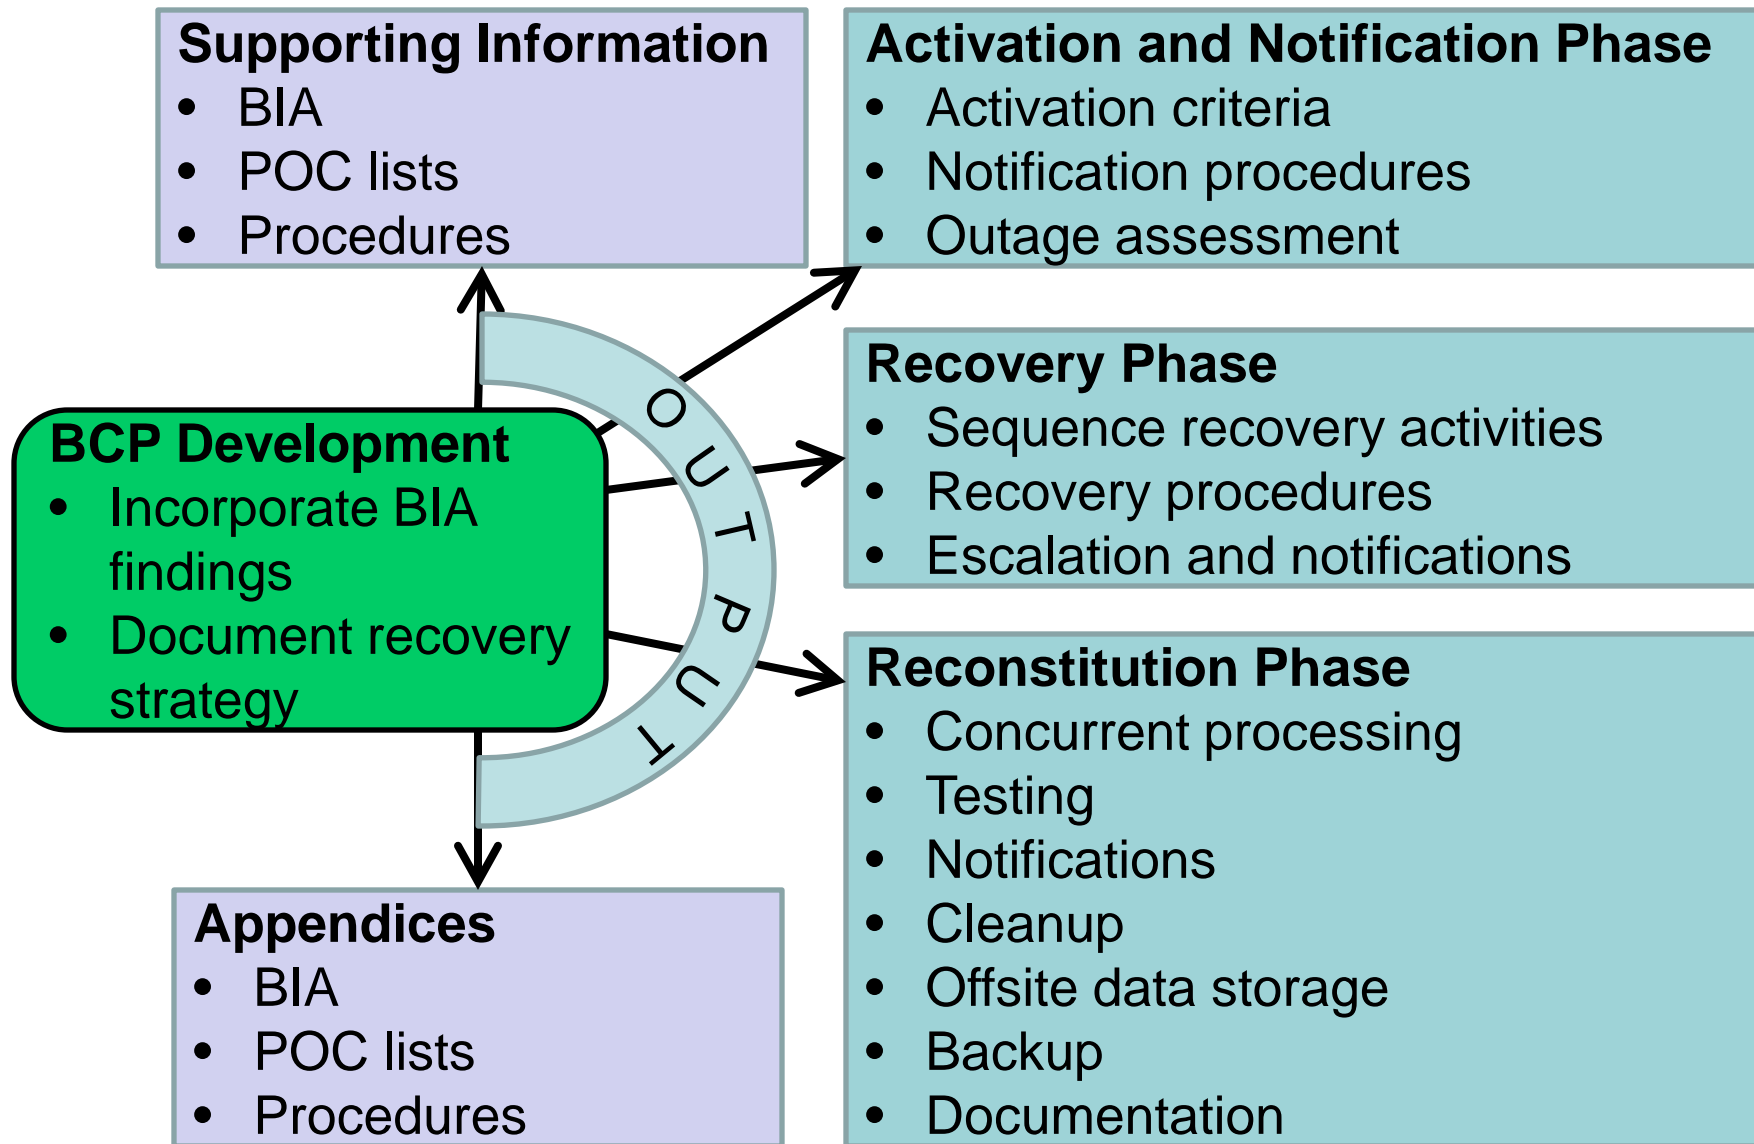 Supporting Information
• BIA
• POC lists
• Procedures
Activation and Notification Phase
• Activation criteria
• Notification procedures
• Outage assessment
BCP Development
• Incorporate BIA
findings
• Document recovery
strategy
OUTPUT
Recovery Phase
• Sequence recovery activities
• Recovery procedures
• Escalation and notifications
Reconstitution Phase
• Concurrent processing
• Testing
• Notifications
• Cleanup
• Offsite data storage
• Backup
• Documentation
Appendices
• BIA
• POC lists
• Procedures